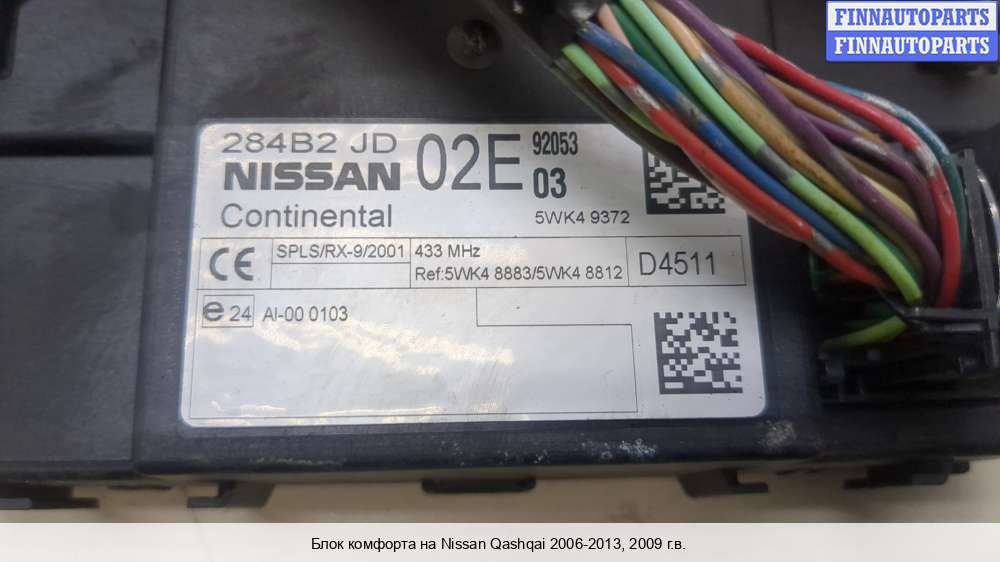 FINNAUTOPARTS
FINNAUTOPARTS
284B2 JD 02E 92053
NISSAN 03
Continental 5WK4 9372
CE SPLS/RX-9/2001 433 MHz D4511
Ref:5WK4 8883/5WK4 8812
e 24 AI-00 0103
Блок комфорта на Nissan Qashqai 2006-2013, 2009 г.в.